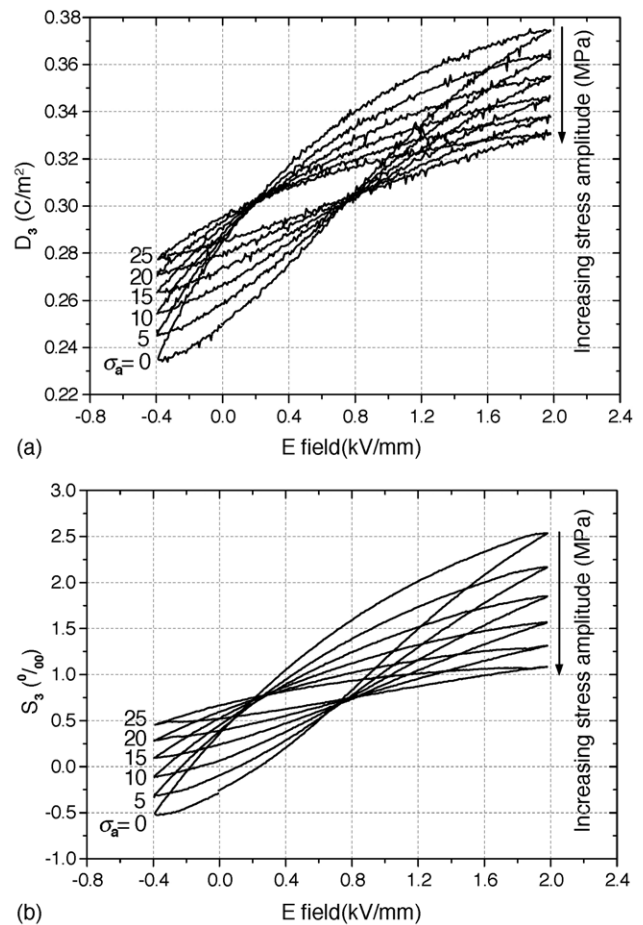 0.38
0.36
0.34
0.32
0.30
0.28
0.26
0.24
0.22
D₃ (C/m²)
25
20
15
10
5
σₐ= 0
Increasing stress amplitude (MPa)
-0.8 -0.4 0.0 0.4 0.8 1.2 1.6 2.0 2.4
(a) E field(kV/mm)
3.0
2.5
2.0
1.5
1.0
0.5
0.0
-0.5
-1.0
S₃ (⁰/₀₀)
25
20
15
10
5
σₐ= 0
Increasing stress amplitude (MPa)
-0.8 -0.4 0.0 0.4 0.8 1.2 1.6 2.0 2.4
(b) E field(kV/mm)